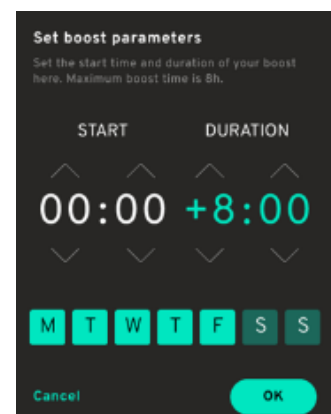 Set boost parameters
Set the start time and duration of your boost
here. Maximum boost time is 8h.
START DURATION
00:00 +8:00
M T W T F S S
Cancel OK